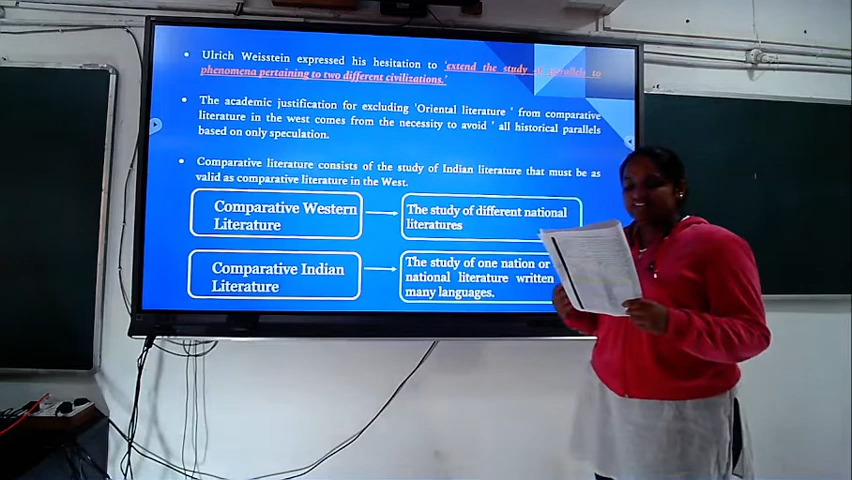 • Ulrich Weisstein expressed his hesitation to 'extend the study of parallels to
phenomena pertaining to two different civilizations.'
• The academic justification for excluding 'Oriental literature ' from comparative
literature in the west comes from the necessity to avoid ' all historical parallels
based on only speculation.
• Comparative literature consists of the study of Indian literature that must be as
valid as comparative literature in the West.
Comparative Western
Literature
The study of different national
literatures
Comparative Indian
Literature
The study of one nation or
national literature written
many languages.